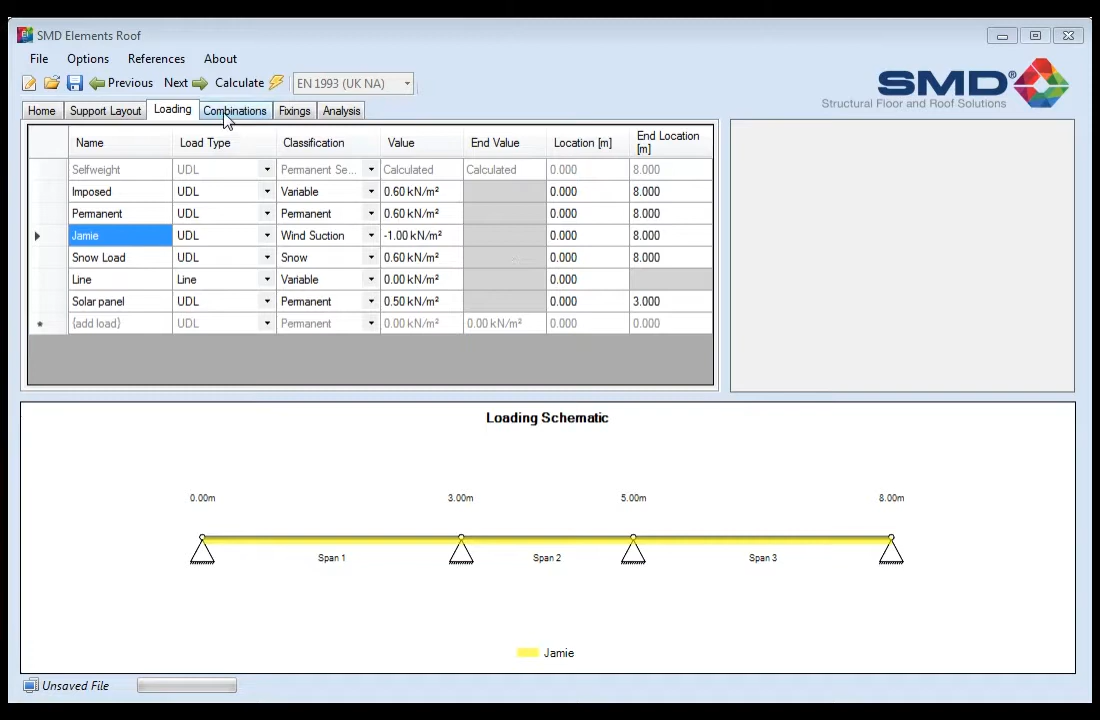 SMD Elements Roof
File Options References About
Previous Next Calculate EN 1993 (UK NA)
SMD®
Structural Floor and Roof Solutions
Home Support Layout Loading Combinations Fixings Analysis
Name Load Type Classification Value End Value Location [m] End Location [m]
Selfweight UDL Permanent Se... Calculated Calculated 0.000 8.000
Imposed UDL Variable 0.60 kN/m² 0.000 8.000
Permanent UDL Permanent 0.60 kN/m² 0.000 8.000
Jamie UDL Wind Suction -1.00 kN/m² 0.000 8.000
Snow Load UDL Snow 0.60 kN/m² 0.000 8.000
Line Line Variable 0.00 kN/m² 0.000
Solar panel UDL Permanent 0.50 kN/m² 0.000 3.000
{add load} UDL Permanent 0.00 kN/m² 0.00 kN/m² 0.000 0.000
Loading Schematic
0.00m 3.00m 5.00m 8.00m
Span 1 Span 2 Span 3
Jamie
Unsaved File